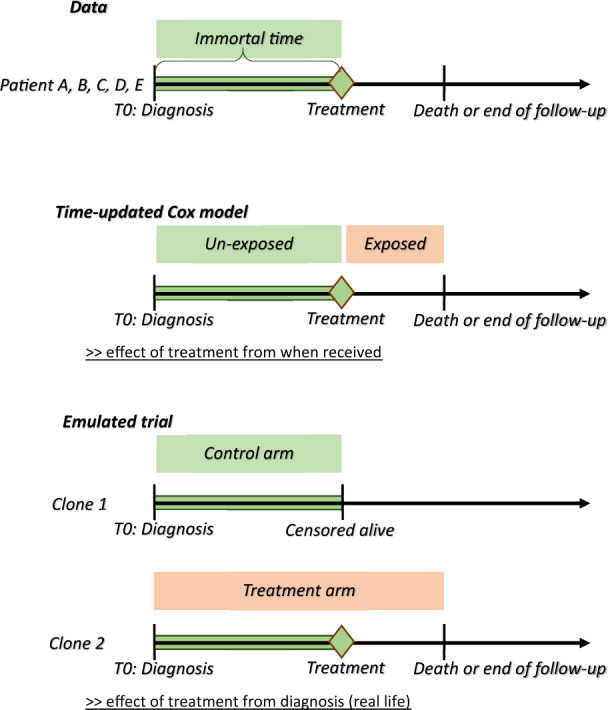 Data
Immortal time
Patient A, B, C, D, E
T0: Diagnosis Treatment Death or end of follow-up
Time-updated Cox model
Un-exposed Exposed
T0: Diagnosis Treatment Death or end of follow-up
>> effect of treatment from when received
Emulated trial
Control arm
Clone 1
T0: Diagnosis Censored alive
Treatment arm
Clone 2
T0: Diagnosis Treatment Death or end of follow-up
>> effect of treatment from diagnosis (real life)